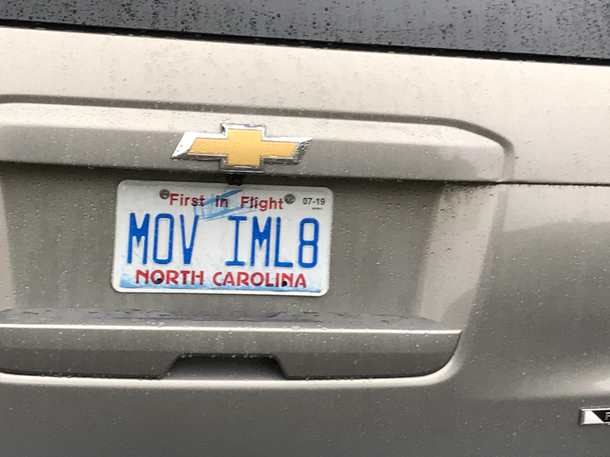 First in Flight 07-19
MOV IML8
NORTH CAROLINA